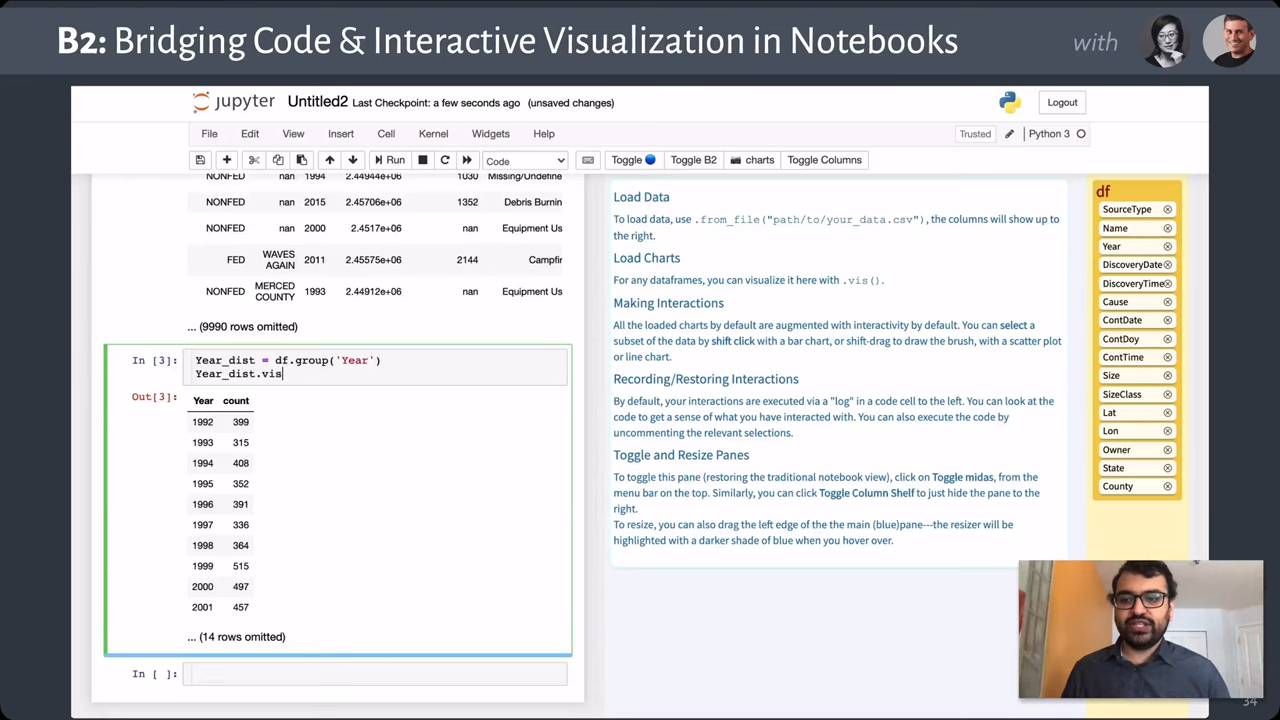 B2: Bridging Code & Interactive Visualization in Notebooks
with
jupyter Untitled2 Last Checkpoint: a few seconds ago (unsaved changes)
Logout
File Edit View Insert Cell Kernel Widgets Help
Trusted Python 3
Run Code Toggle Toggle B2 charts Toggle Columns
NONFED nan 1994 2.44944e+06 1030 Missing/Undefine
NONFED nan 2015 2.45706e+06 1352 Debris Burnin
NONFED nan 2000 2.4517e+06 nan Equipment Us
FED WAVES AGAIN 2011 2.45575e+06 2144 Campfir
NONFED MERCED COUNTY 1993 2.44912e+06 nan Equipment Us
... (9990 rows omitted)
In [3]: Year_dist = df.group('Year')
Year_dist.vis
Out[3]: Year count
1992 399
1993 315
1994 408
1995 352
1996 391
1997 336
1998 364
1999 515
2000 497
2001 457
... (14 rows omitted)
In [ ]:
Load Data
To load data, use .from_file("path/to/your_data.csv"), the columns will show up to
the right.
Load Charts
For any dataframes, you can visualize it here with .vis().
Making Interactions
All the loaded charts by default are augmented with interactivity by default. You can select a
subset of the data by shift click with a bar chart, or shift-drag to draw the brush, with a scatter plot
or line chart.
Recording/Restoring Interactions
By default, your interactions are executed via a "log" in a code cell to the left. You can look at the
code to get a sense of what you have interacted with. You can also execute the code by
uncommenting the relevant selections.
Toggle and Resize Panes
To toggle this pane (restoring the traditional notebook view), click on Toggle midas, from the
menu bar on the top. Similarly, you can click Toggle Column Shelf to just hide the pane to the
right.
To resize, you can also drag the left edge of the the main (blue)pane---the resizer will be
highlighted with a darker shade of blue when you hover over.
df
SourceType
Name
Year
DiscoveryDate
DiscoveryTime
Cause
ContDate
ContDoy
ContTime
Size
SizeClass
Lat
Lon
Owner
State
County
34